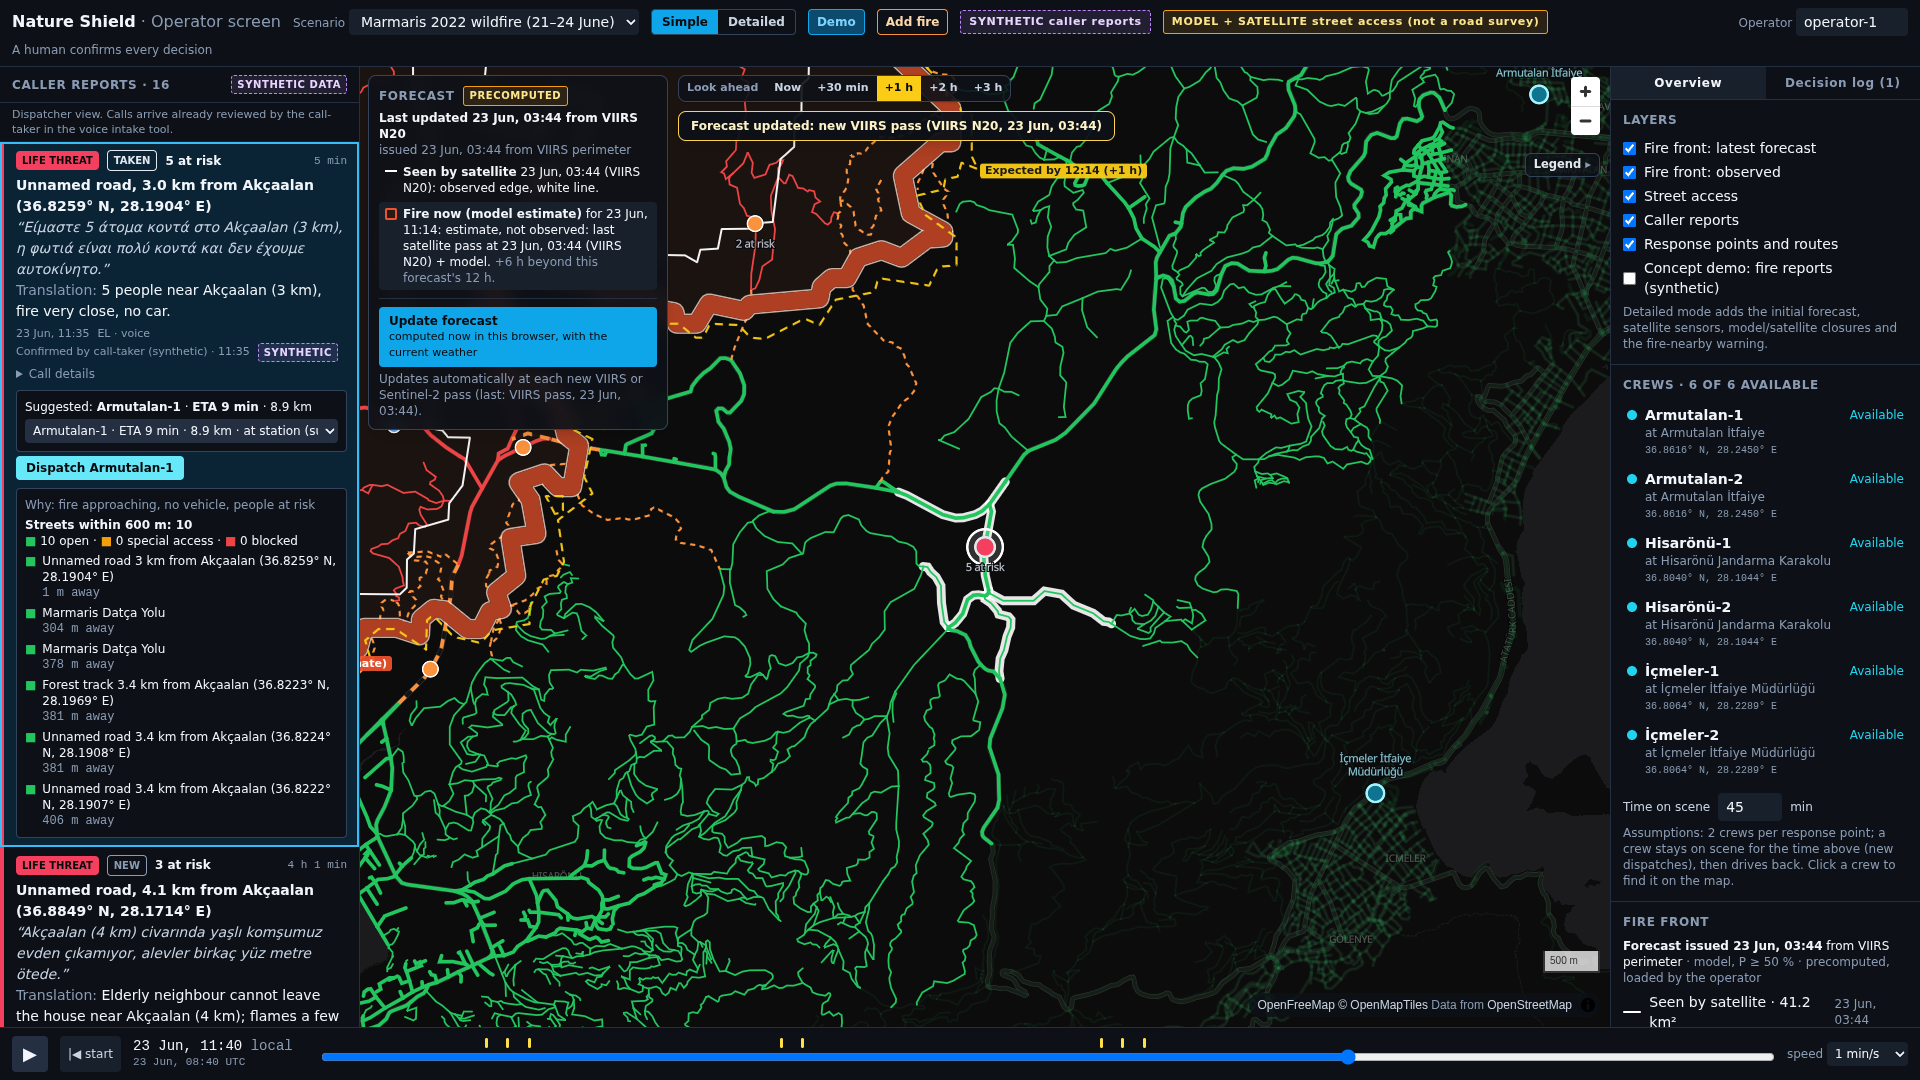 Nature Shield · Operator screen
Scenario
Marmaris 2022 wildfire (21–24 June)
Simple
Detailed
Demo
Add fire
SYNTHETIC caller reports
MODEL + SATELLITE street access (not a road survey)
Operator
operator-1
A human confirms every decision
CALLER REPORTS · 16
SYNTHETIC DATA
Dispatcher view. Calls arrive already reviewed by the call-
taker in the voice intake tool.
LIFE THREAT
TAKEN
5 at risk
5 min
Unnamed road, 3.0 km from Akçaalan
(36.8259° N, 28.1904° E)
“Είμαστε 5 άτομα κοντά στο Akçaalan (3 km),
η φωτιά είναι πολύ κοντά και δεν έχουμε
αυτοκίνητο.”
Translation: 5 people near Akçaalan (3 km),
fire very close, no car.
23 Jun, 11:35 EL · voice
Confirmed by call-taker (synthetic) · 11:35
SYNTHETIC
▶ Call details
Suggested: Armutalan-1 · ETA 9 min · 8.9 km
Armutalan-1 · ETA 9 min · 8.9 km · at station (su
Dispatch Armutalan-1
Why: fire approaching, no vehicle, people at risk
Streets within 600 m: 10
10 open · 0 special access · 0 blocked
Unnamed road 3 km from Akçaalan (36.8259° N,
28.1904° E)
1 m away
Marmaris Datça Yolu
304 m away
Marmaris Datça Yolu
378 m away
Forest track 3.4 km from Akçaalan (36.8223° N,
28.1969° E)
381 m away
Unnamed road 3.4 km from Akçaalan (36.8224°
N, 28.1908° E)
381 m away
Unnamed road 3.4 km from Akçaalan (36.8222°
N, 28.1907° E)
406 m away
LIFE THREAT
NEW
3 at risk
4 h 1 min
Unnamed road, 4.1 km from Akçaalan
(36.8849° N, 28.1714° E)
“Akçaalan (4 km) civarında yaşlı komşumuz
evden çıkamıyor, alevler birkaç yüz metre
ötede.”
Translation: Elderly neighbour cannot leave
the house near Akçaalan (4 km); flames a few
FORECAST
PRECOMPUTED
Last updated 23 Jun, 03:44 from VIIRS
N20
issued 23 Jun, 03:44 from VIIRS perimeter
Seen by satellite 23 Jun, 03:44 (VIIRS
N20): observed edge, white line.
Fire now (model estimate) for 23 Jun,
11:14: estimate, not observed: last
satellite pass at 23 Jun, 03:44 (VIIRS
N20) + model. +6 h beyond this
forecast's 12 h.
Update forecast
computed now in this browser, with the
current weather
Updates automatically at each new VIIRS or
Sentinel-2 pass (last: VIIRS pass, 23 Jun,
03:44).
Look ahead
Now
+30 min
+1 h
+2 h
+3 h
Forecast updated: new VIIRS pass (VIIRS N20, 23 Jun, 03:44)
Expected by 12:14 (+1 h)
2 at risk
5 at risk
ate)
Armutalan İtfaiye
+
−
Legend ▸
ATATÜRK CADDESİ
İçmeler İtfaiye
Müdürlüğü
İÇMELER
GÖLENYE
HİSARÖNÜ
500 m
OpenFreeMap © OpenMapTiles Data from OpenStreetMap
Overview
Decision log (1)
LAYERS
Fire front: latest forecast
Fire front: observed
Street access
Caller reports
Response points and routes
Concept demo: fire reports
(synthetic)
Detailed mode adds the initial forecast,
satellite sensors, model/satellite closures and
the fire-nearby warning.
CREWS · 6 OF 6 AVAILABLE
Armutalan-1
Available
at Armutalan İtfaiye
36.8616° N, 28.2450° E
Armutalan-2
Available
at Armutalan İtfaiye
36.8616° N, 28.2450° E
Hisarönü-1
Available
at Hisarönü Jandarma Karakolu
36.8040° N, 28.1044° E
Hisarönü-2
Available
at Hisarönü Jandarma Karakolu
36.8040° N, 28.1044° E
İçmeler-1
Available
at İçmeler İtfaiye Müdürlüğü
36.8064° N, 28.2289° E
İçmeler-2
Available
at İçmeler İtfaiye Müdürlüğü
36.8064° N, 28.2289° E
Time on scene
45
min
Assumptions: 2 crews per response point; a
crew stays on scene for the time above (new
dispatches), then drives back. Click a crew to
find it on the map.
FIRE FRONT
Forecast issued 23 Jun, 03:44 from VIIRS
perimeter · model, P ≥ 50 % · precomputed,
loaded by the operator
Seen by satellite · 41.2
km²
23 Jun,
03:44
▶
|◀ start
23 Jun, 11:40 local
23 Jun, 08:40 UTC
speed
1 min/s